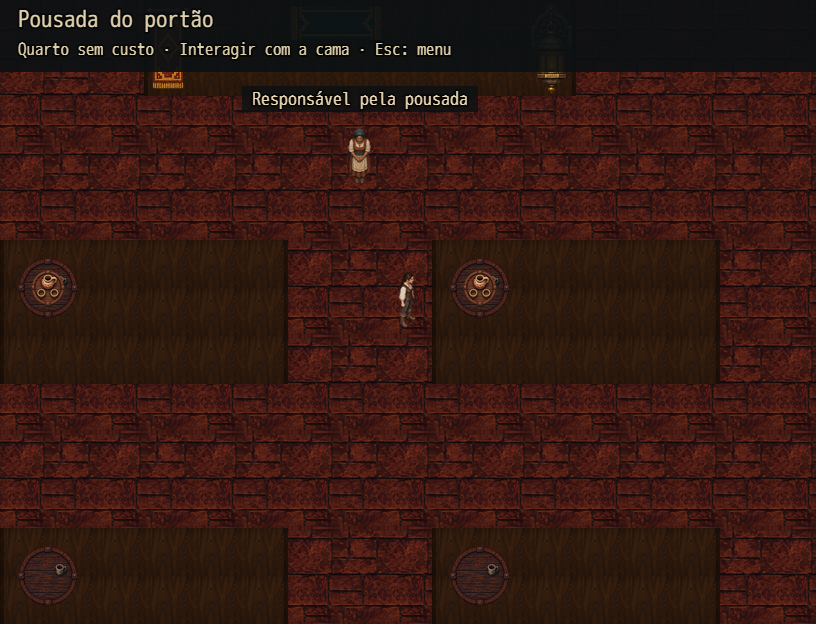 Pousada do portão
Quarto sem custo · Interagir com a cama · Esc: menu
Responsável pela pousada